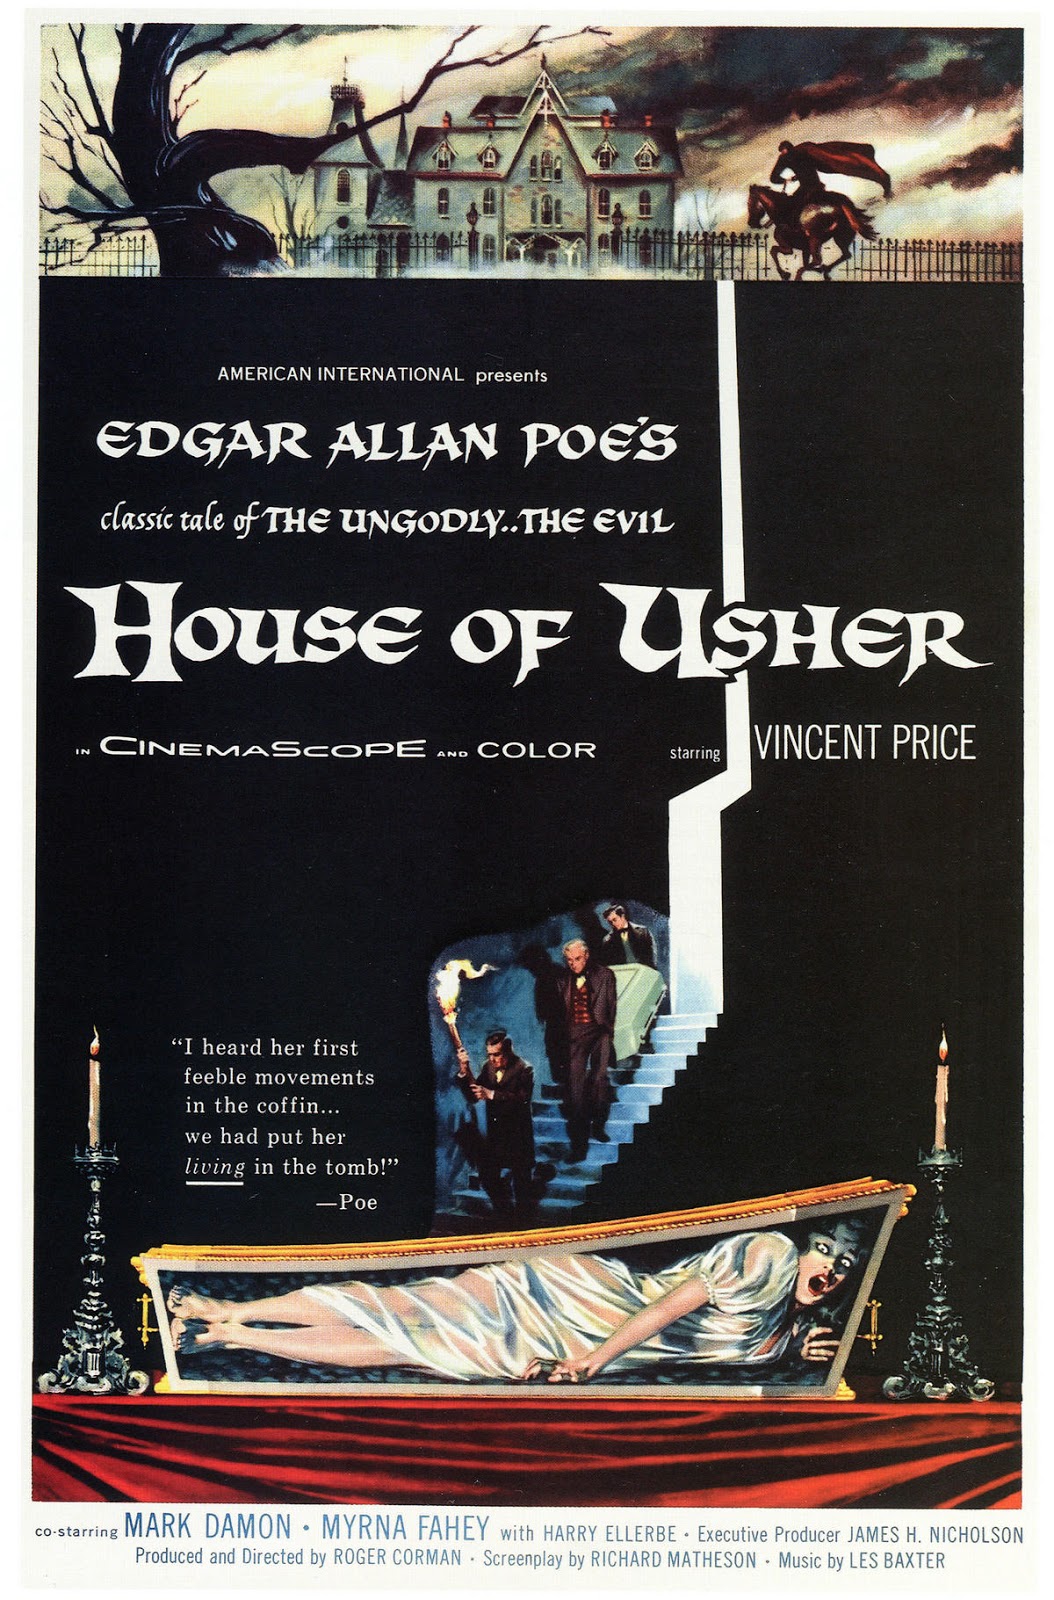 AMERICAN INTERNATIONAL presents
EDGAR ALLAN POE'S
classic tale of THE UNGODLY..THE EVIL
HOUSE OF USHER
IN CINEMASCOPE AND COLOR
starring VINCENT PRICE
"I heard her first
feeble movements
in the coffin...
we had put her
living in the tomb!"
—Poe
co-starring MARK DAMON · MYRNA FAHEY with HARRY ELLERBE · Executive Producer JAMES H. NICHOLSON
Produced and Directed by ROGER CORMAN · Screenplay by RICHARD MATHESON · Music by LES BAXTER